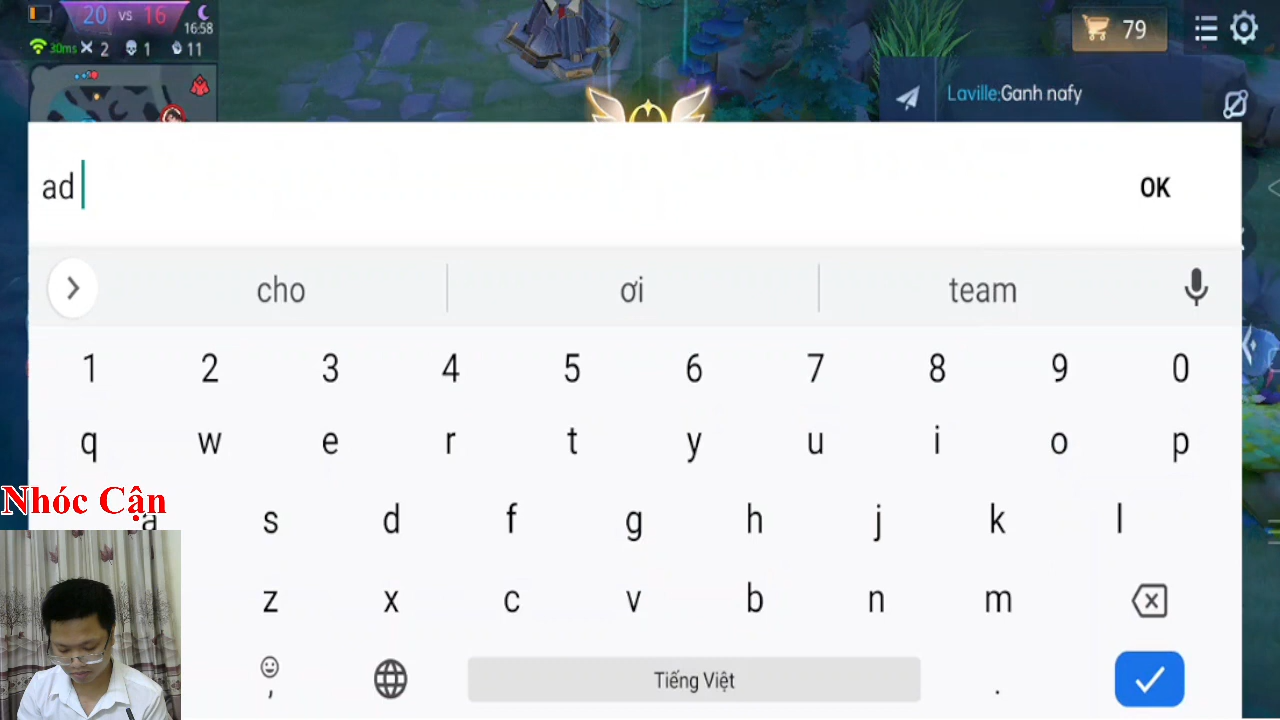 20 vs 16
16:58
30ms 2 1 11
79
Laville:Ganh nafy
ad
OK
cho ơi team
1 2 3 4 5 6 7 8 9 0
q w e r t y u i o p
Nhóc Cận
a s d f g h j k l
z x c v b n m
, Tiếng Việt .